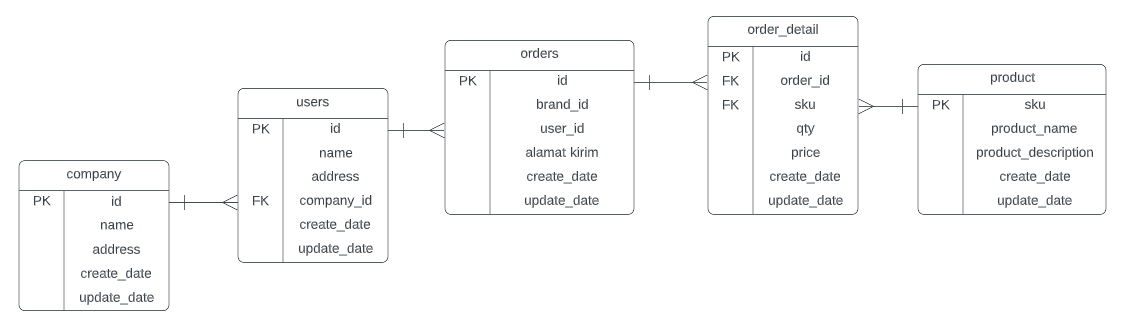 company
PK id
name
address
create_date
update_date
users
PK id
name
address
FK company_id
create_date
update_date
orders
PK id
brand_id
user_id
alamat kirim
create_date
update_date
order_detail
PK id
FK order_id
FK sku
qty
price
create_date
update_date
product
PK sku
product_name
product_description
create_date
update_date